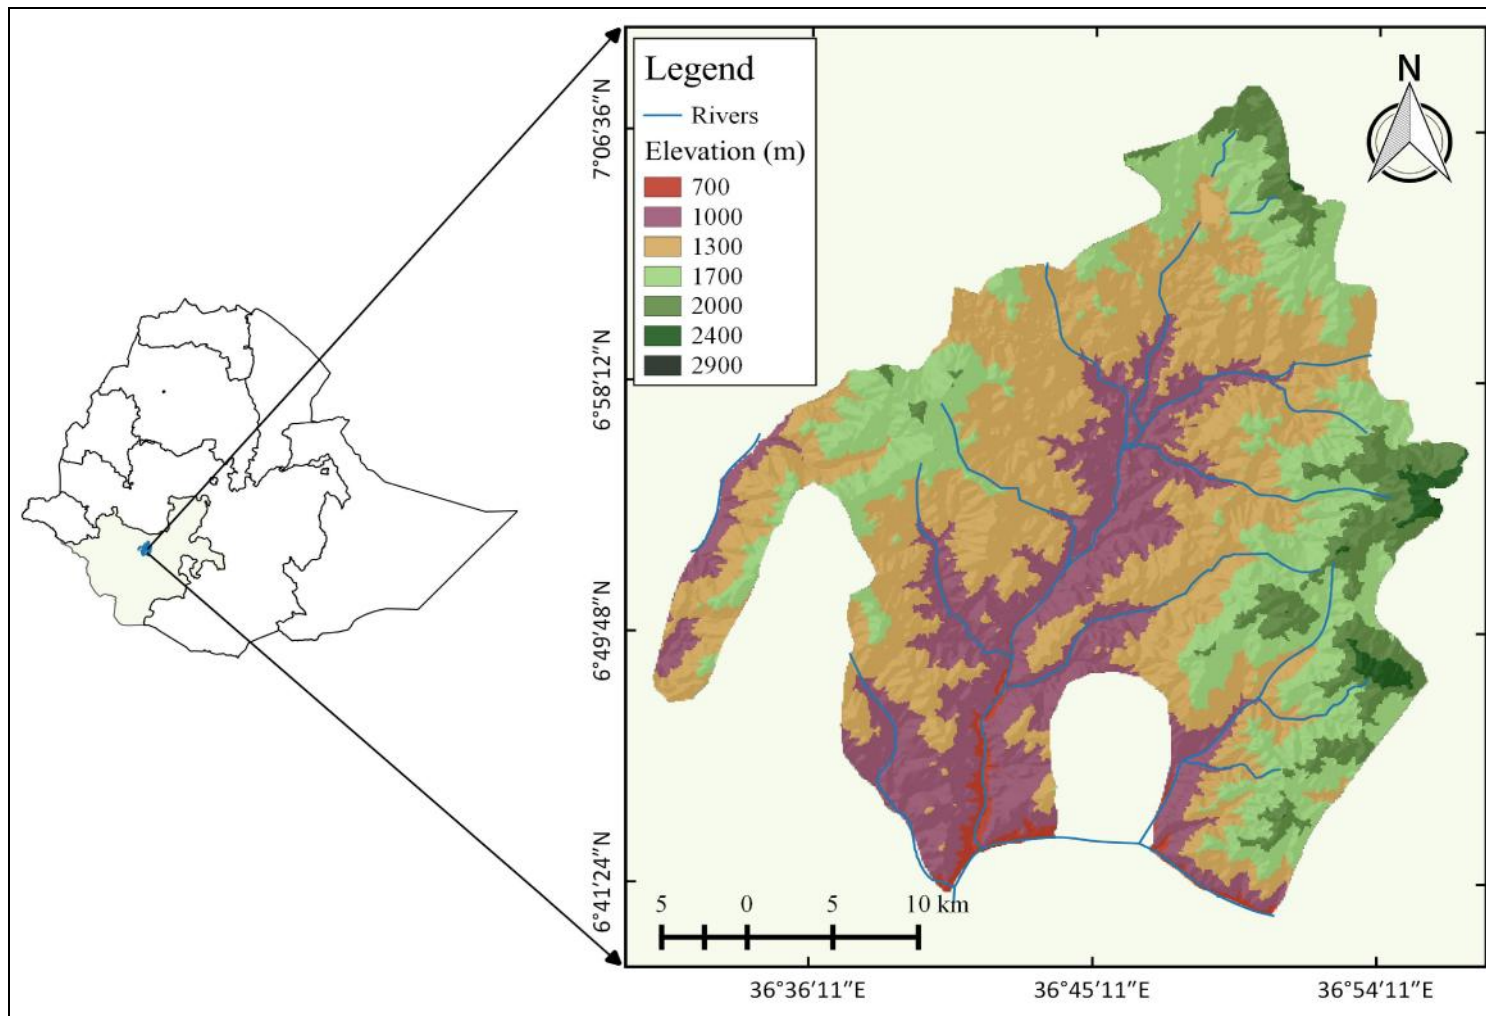 Legend
Rivers
Elevation (m)
700
1000
1300
1700
2000
2400
2900
N
7°06′36″N
6°58′12″N
6°49′48″N
6°41′24″N
5 0 5 10 km
36°36′11″E 36°45′11″E 36°54′11″E